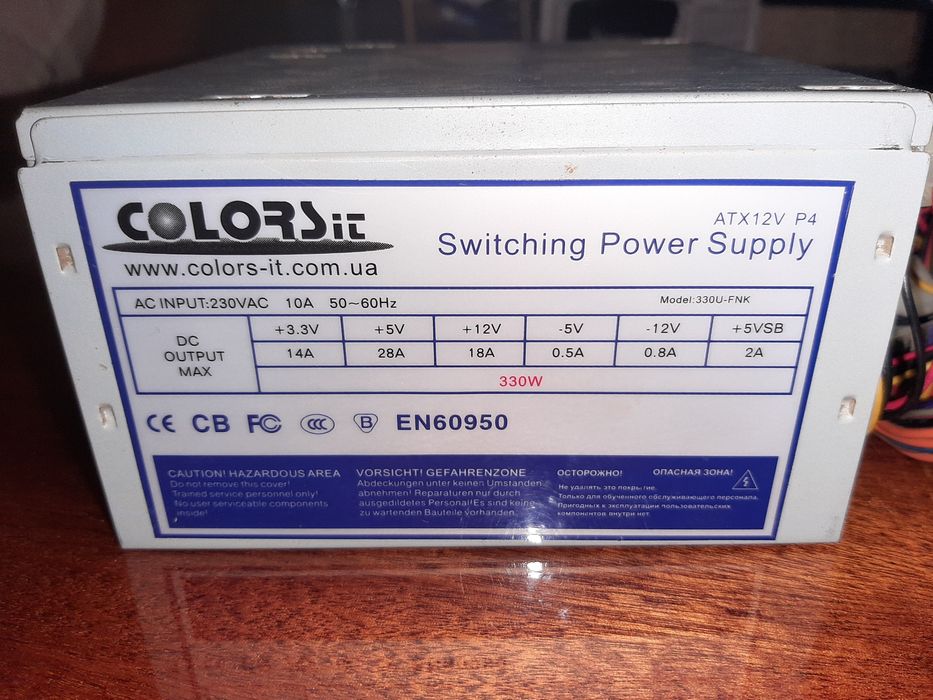 COLORSiT
www.colors-it.com.ua
ATX12V P4
Switching Power Supply
AC INPUT:230VAC 10A 50~60Hz Model:330U-FNK
DC OUTPUT MAX
+3.3V +5V +12V -5V -12V +5VSB
14A 28A 18A 0.5A 0.8A 2A
330W
CE CB FC CCC B EN60950
CAUTION! HAZARDOUS AREA
Do not remove this cover!
Trained service personnel only!
No user serviceable components
inside!
VORSICHT! GEFAHRENZONE
Abdeckungen unter keinen Umstanden
abnehmen! Reparaturen nur durch
ausgedildetes Personal!Es sind keine
zu wartenden Bauteile vorhanden.
ОСТОРОЖНО! ОПАСНАЯ ЗОНА!
Не удалять это покрытие.
Только для обученного обслуживающего персонала.
Пригодных к эксплуатации пользовательских
компонентов внутри нет.